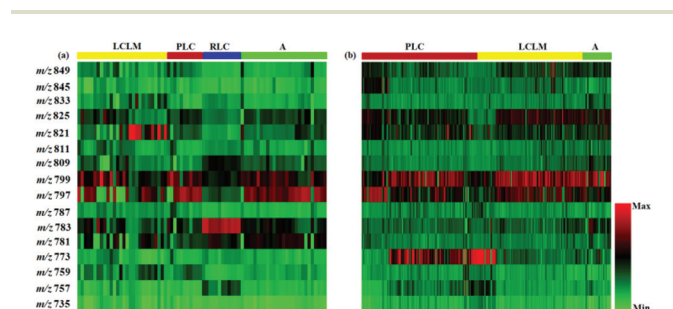 (a)
LCLM PLC RLC A
(b)
PLC LCLM A
m/z 849
m/z 845
m/z 833
m/z 825
m/z 821
m/z 811
m/z 809
m/z 799
m/z 797
m/z 787
m/z 783
m/z 781
m/z 773
m/z 759
m/z 757
m/z 735
Max
Min